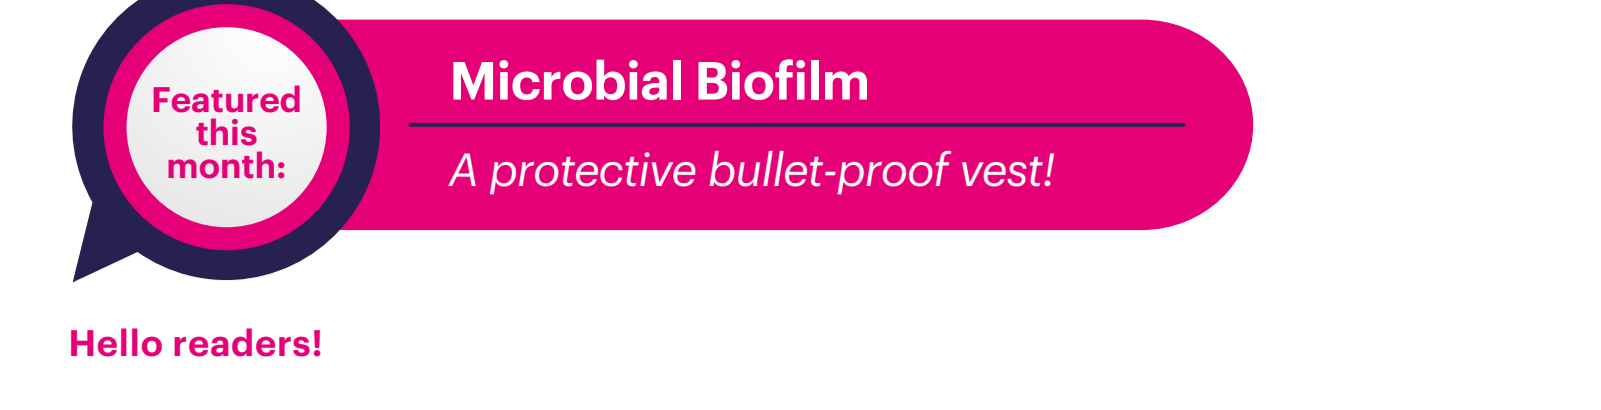 Featured
this
month:
Microbial Biofilm
A protective bullet-proof vest!
Hello readers!